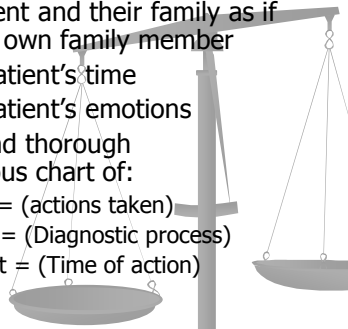 ent and their family as if
own family member
atient's time
atient's emotions
d thorough
us chart of:
= (actions taken)
= (Diagnostic process)
t = (Time of action)